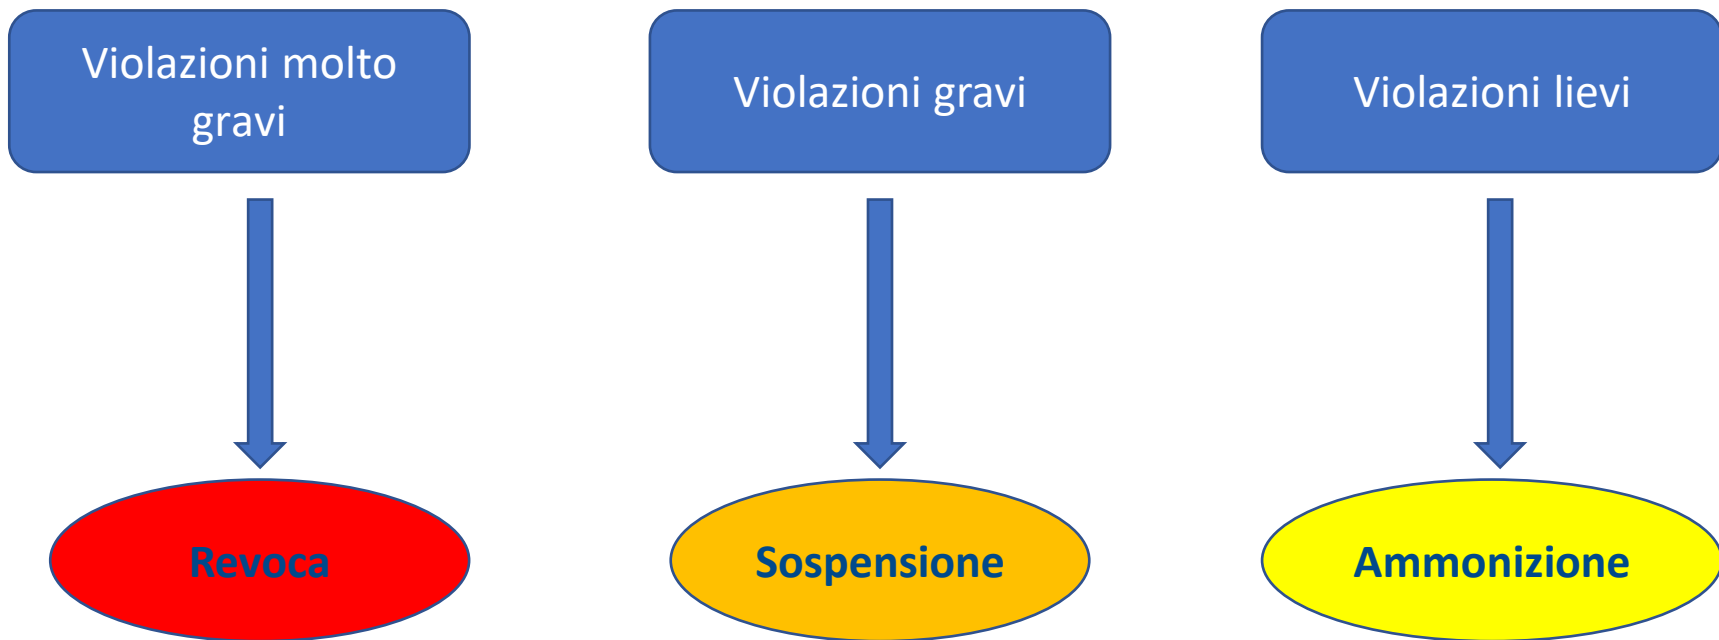 Violazioni molto
gravi
Violazioni gravi
Violazioni lievi
Revoca
Sospensione
Ammonizione